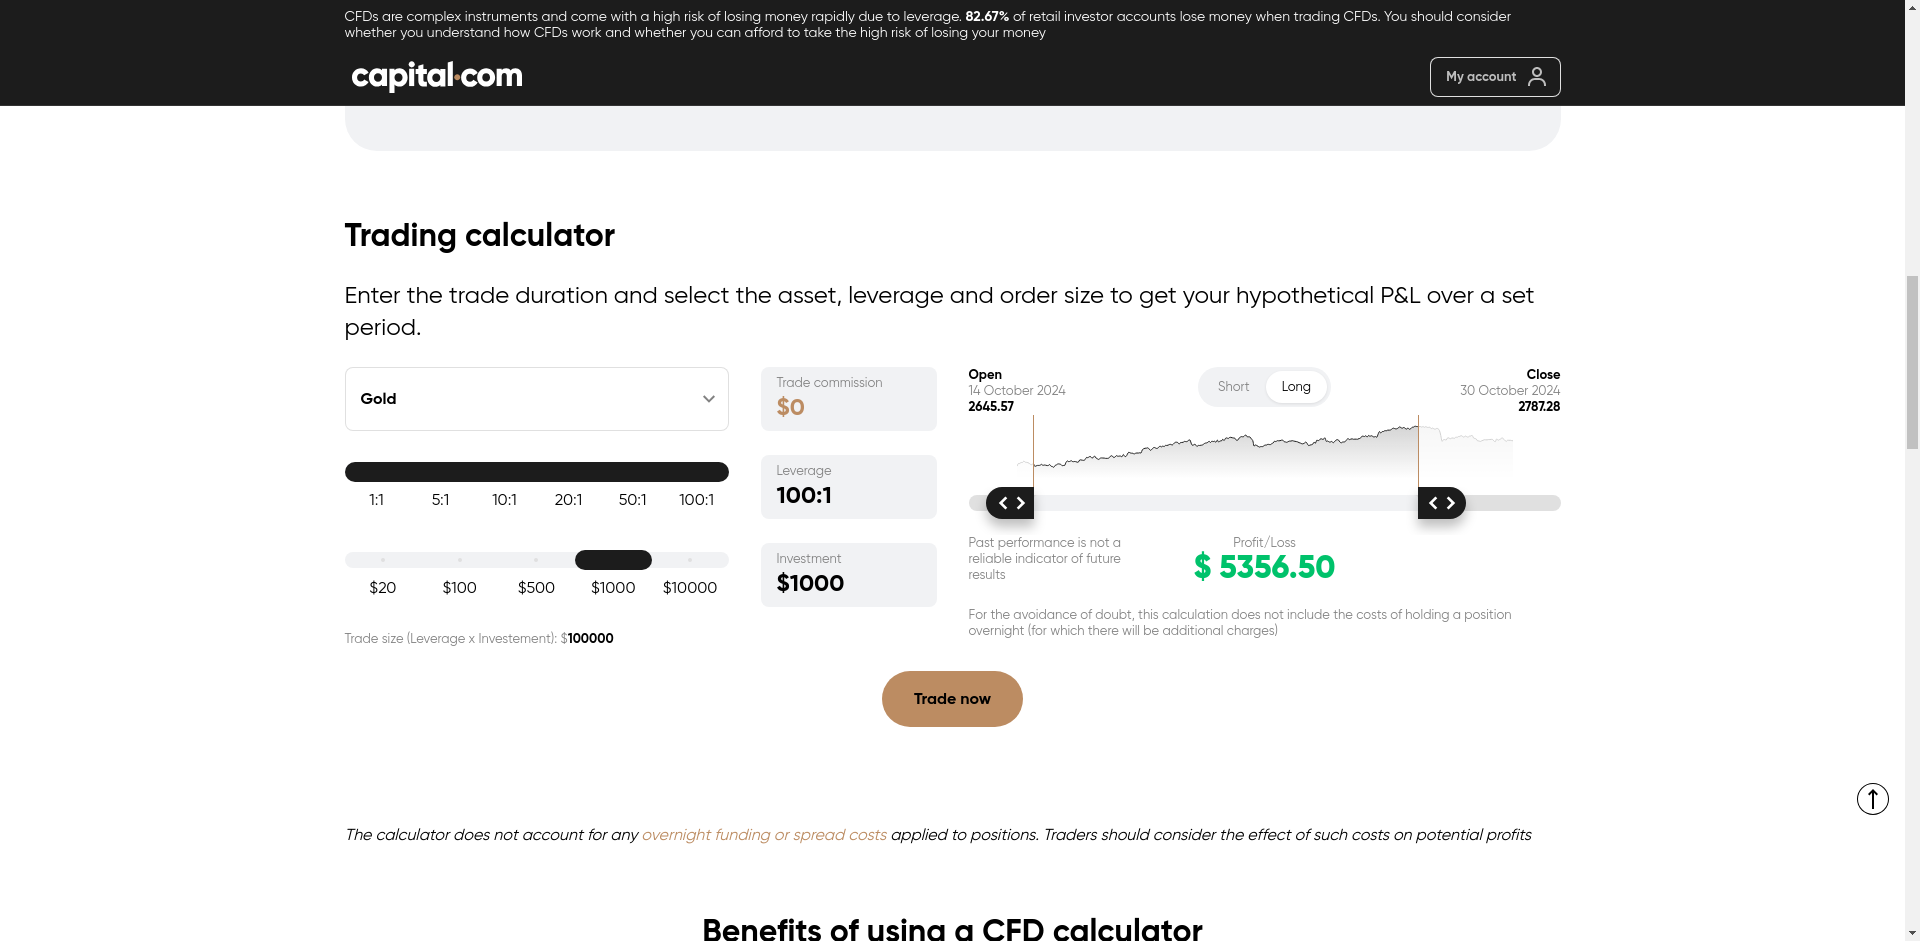 CFDs are complex instruments and come with a high risk of losing money rapidly due to leverage. 82.67% of retail investor accounts lose money when trading CFDs. You should consider
whether you understand how CFDs work and whether you can afford to take the high risk of losing your money
capital.com
My account
Trading calculator
Enter the trade duration and select the asset, leverage and order size to get your hypothetical P&L over a set
period.
Gold
1:1 5:1 10:1 20:1 50:1 100:1
$20 $100 $500 $1000 $10000
Trade size (Leverage x Investement): $100000
Trade commission
$0
Leverage
100:1
Investment
$1000
Open
14 October 2024
2645.57
Short Long
Close
30 October 2024
2787.28
Past performance is not a
reliable indicator of future
results
Profit/Loss
$ 5356.50
For the avoidance of doubt, this calculation does not include the costs of holding a position
overnight (for which there will be additional charges)
Trade now
The calculator does not account for any overnight funding or spread costs applied to positions. Traders should consider the effect of such costs on potential profits
Benefits of using a CFD calculator